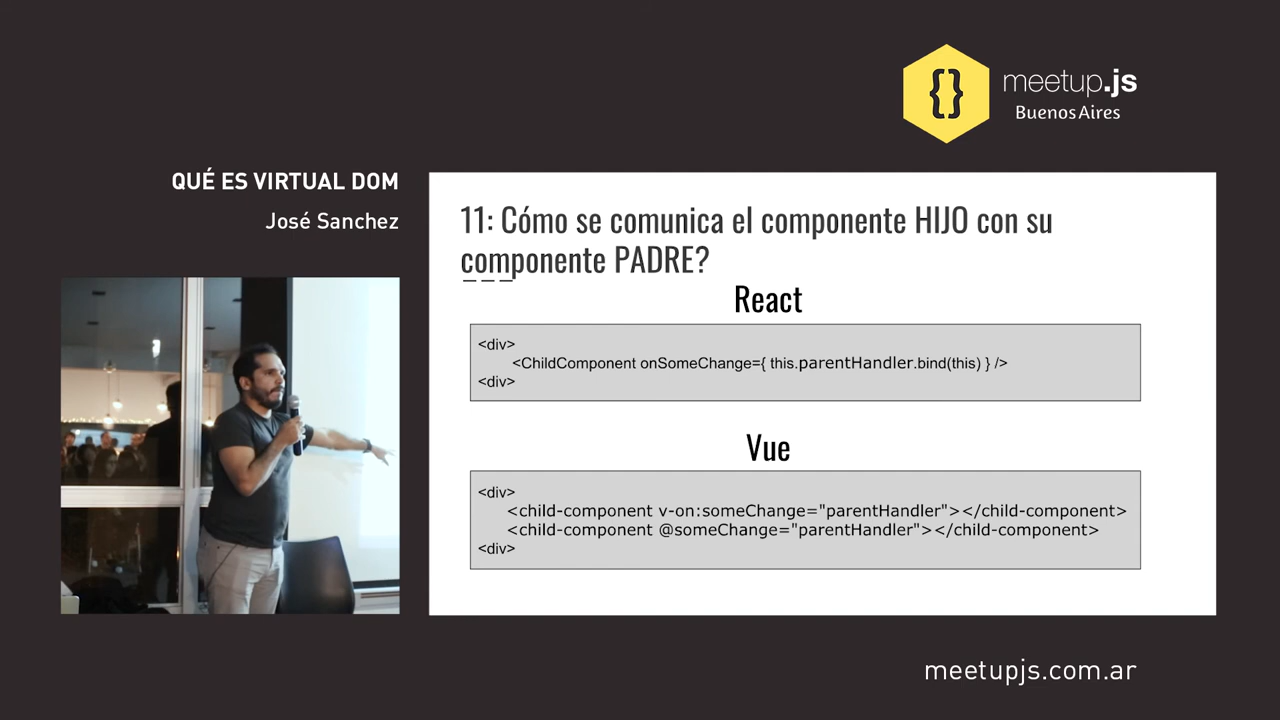 {}
meetup.js
Buenos Aires
QUÉ ES VIRTUAL DOM
José Sanchez
11: Cómo se comunica el componente HIJO con su
componente PADRE?
React
<div>
<ChildComponent onSomeChange={ this.parentHandler.bind(this) } />
<div>
Vue
<div>
<child-component v-on:someChange="parentHandler"></child-component>
<child-component @someChange="parentHandler"></child-component>
<div>
meetupjs.com.ar